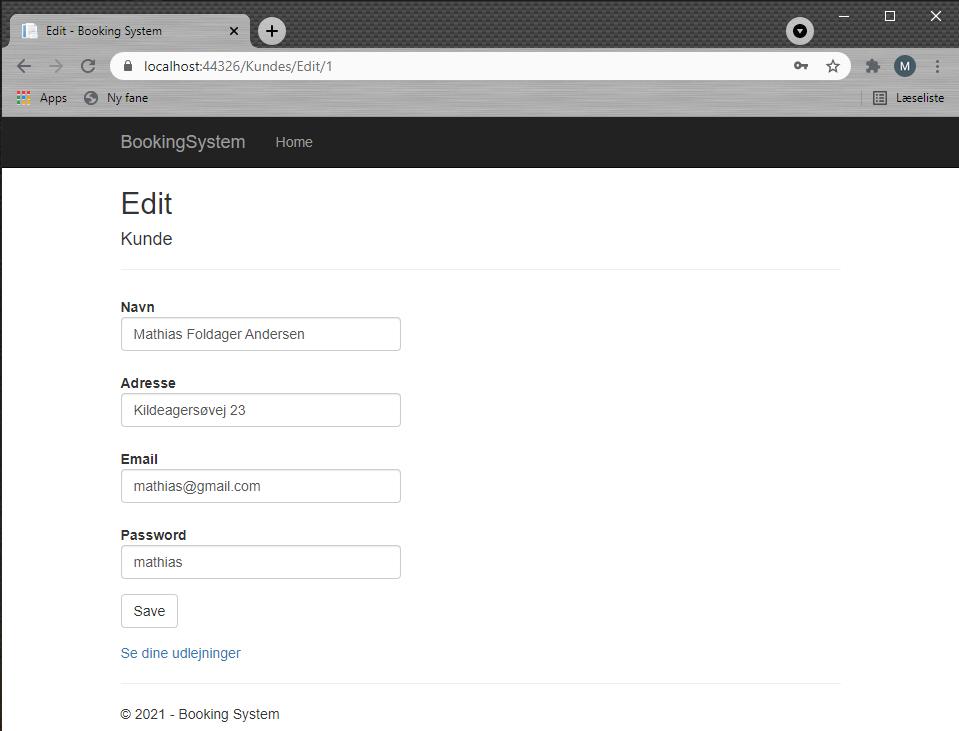 Edit - Booking System
localhost:44326/Kundes/Edit/1
M
Apps
Ny fane
Læseliste
BookingSystem
Home
Edit
Kunde
Navn
Mathias Foldager Andersen
Adresse
Kildeagersøvej 23
Email
mathias@gmail.com
Password
mathias
Save
Se dine udlejninger
© 2021 - Booking System